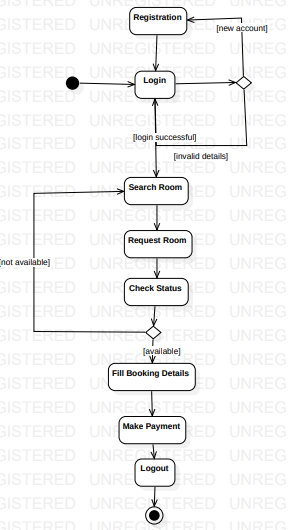 Registration
[new account]
Login
[login successful]
[invalid details]
Search Room
Request Room
[not available]
Check Status
[available]
Fill Booking Details
Make Payment
Logout